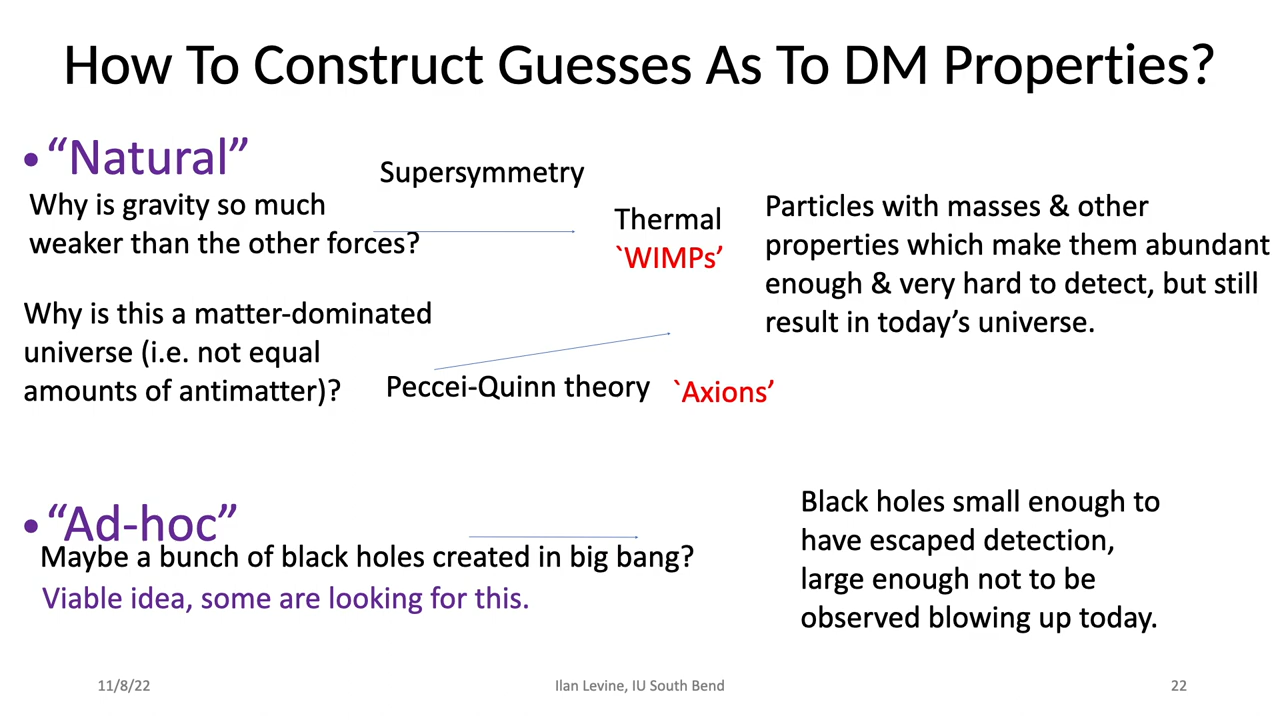 How To Construct Guesses As To DM Properties?
• “Natural”
Supersymmetry
Why is gravity so much
weaker than the other forces?
Thermal
`WIMPs’
Particles with masses & other
properties which make them abundant
enough & very hard to detect, but still
result in today’s universe.
Why is this a matter-dominated
universe (i.e. not equal
amounts of antimatter)?
Peccei-Quinn theory
`Axions’
• “Ad-hoc”
Maybe a bunch of black holes created in big bang?
Viable idea, some are looking for this.
Black holes small enough to
have escaped detection,
large enough not to be
observed blowing up today.
11/8/22
Ilan Levine, IU South Bend
22